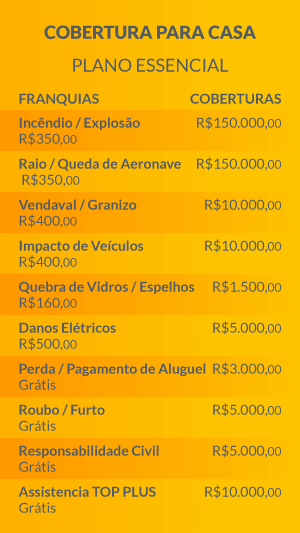 COBERTURA PARA CASA
PLANO ESSENCIAL
FRANQUIAS COBERTURAS
Incêndio / Explosão R$150.000,00
R$350,00
Raio / Queda de Aeronave R$150.000,00
R$350,00
Vendaval / Granizo R$10.000,00
R$400,00
Impacto de Veículos R$10.000,00
R$400,00
Quebra de Vidros / Espelhos R$1.500,00
R$160,00
Danos Elétricos R$5.000,00
R$500,00
Perda / Pagamento de Aluguel R$3.000,00
Grátis
Roubo / Furto R$5.000,00
Grátis
Responsabilidade Civil R$5.000,00
Grátis
Assistencia TOP PLUS R$10.000,00
Grátis